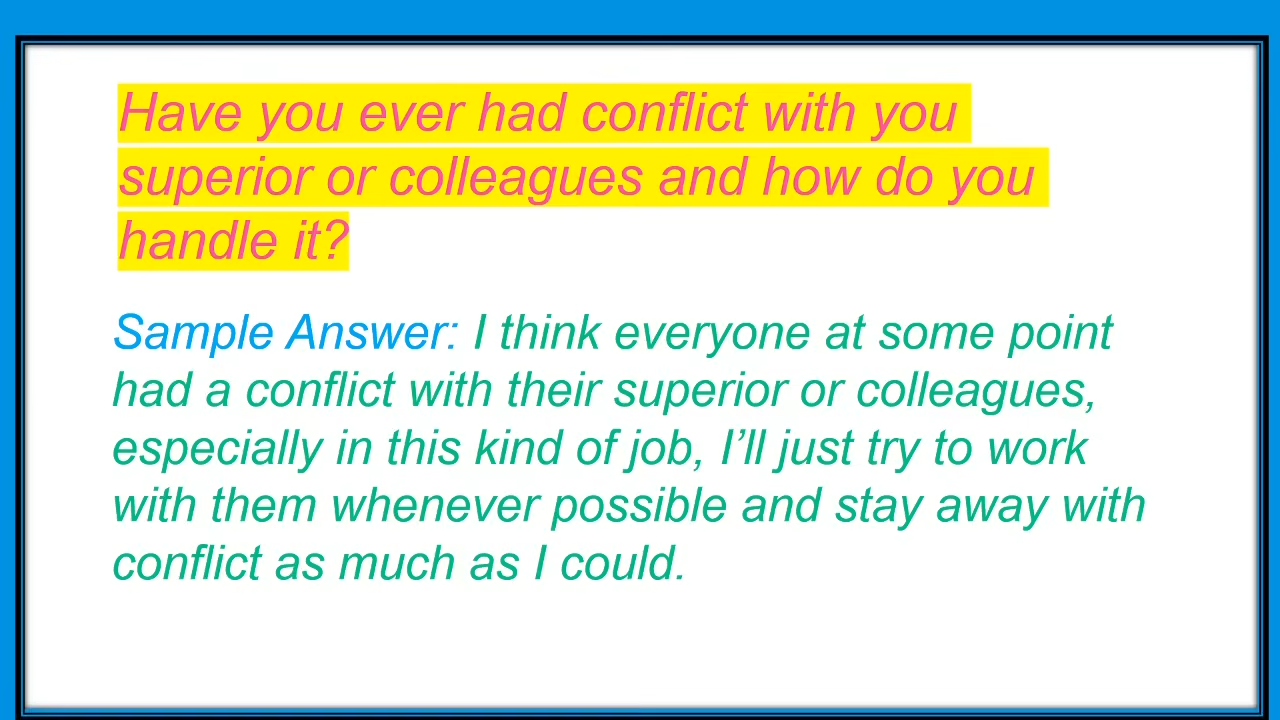 Have you ever had conflict with you
superior or colleagues and how do you
handle it?
Sample Answer: I think everyone at some point
had a conflict with their superior or colleagues,
especially in this kind of job, I’ll just try to work
with them whenever possible and stay away with
conflict as much as I could.